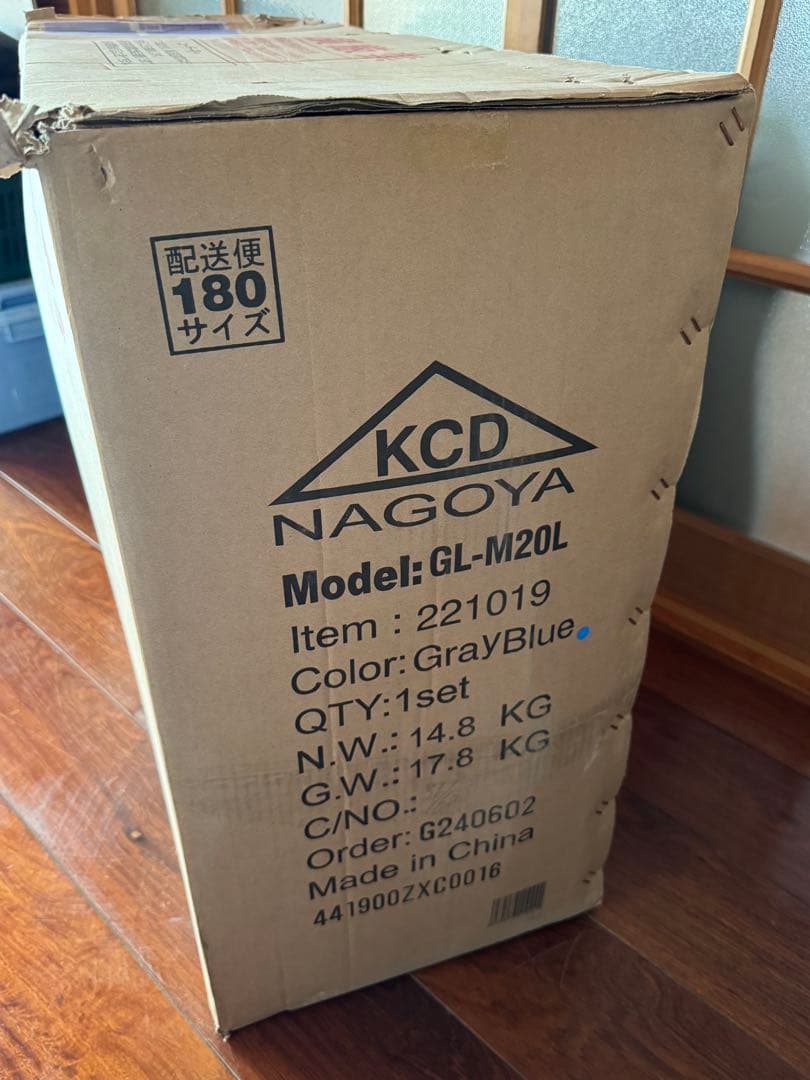 配送便
180
サイズ
KCD
NAGOYA
Model: GL-M20L
Item : 221019
Color: GrayBlue
QTY:1set
N.W.: 14.8 KG
G.W.: 17.8 KG
C/NO.:
Order: G240602
Made in China
441900ZXC0016